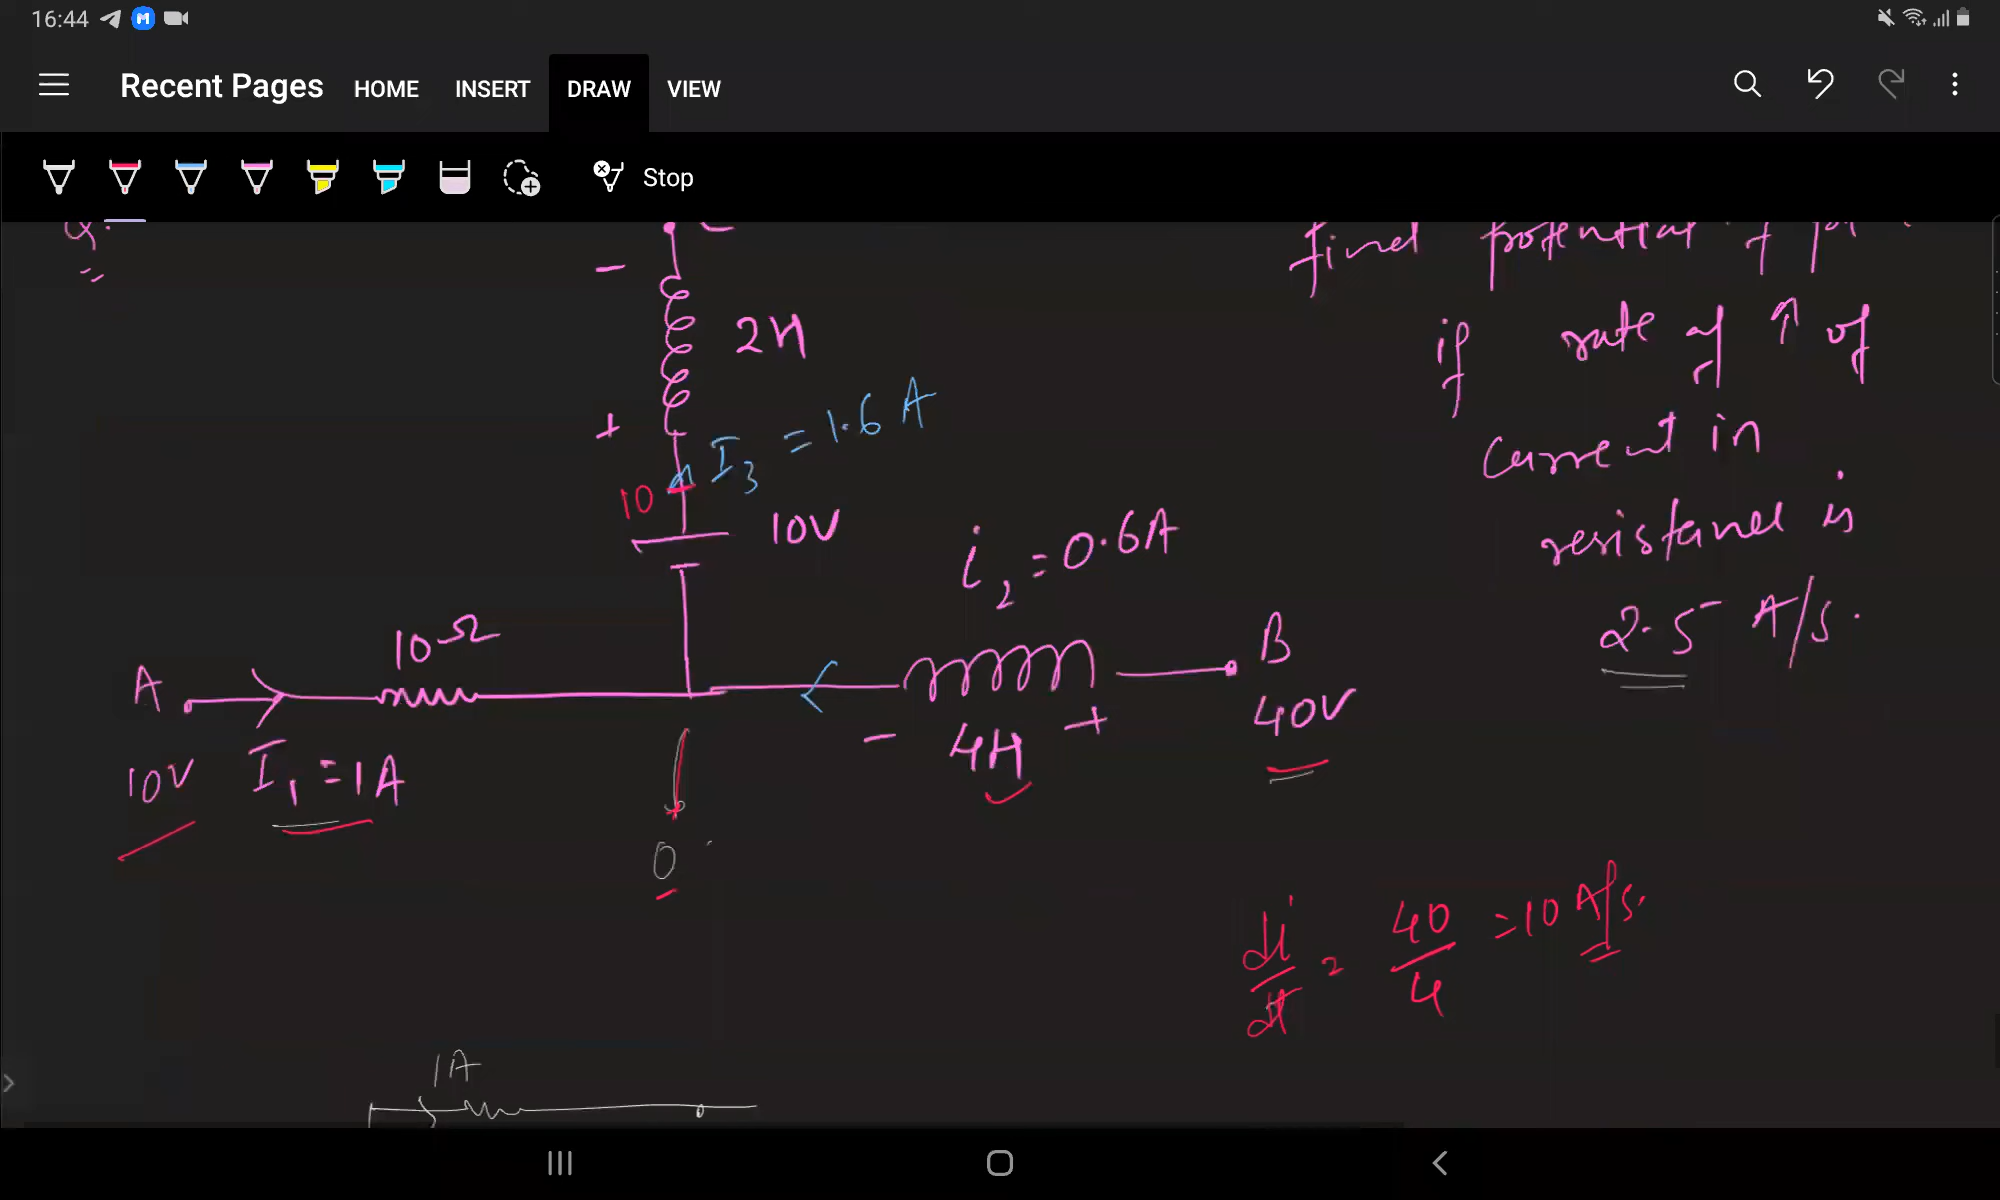 16:44
Recent Pages HOME INSERT DRAW VIEW
Stop
Q.
find potential of
if rate of ↑ of
current in
resistance is
2.5 A/s.
-
2H
+
I3 = 1.6 A
10
10V
i2 = 0.6A
10Ω
A
B
10V
I1 = 1A
- 4H +
40V
0
di/dt = 40/4 = 10 A/s.
1A